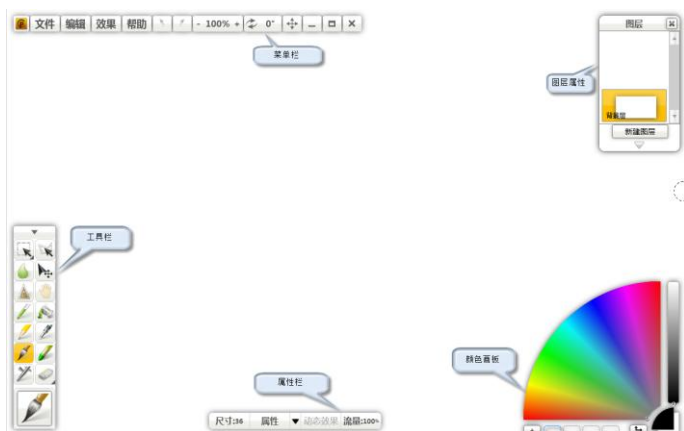 文件 编辑 效果 帮助 - 100% + 0°
菜单栏
图层
图层属性
背景层
新建图层
工具栏
颜色面板
属性栏
尺寸:36 属性 动态效果 流量:100%